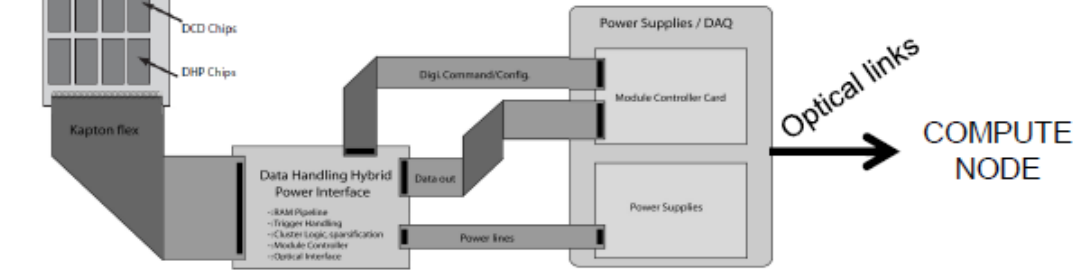 DCD Chips
DHP Chips
Kapton flex
Data Handling Hybrid
Power Interface
-:RAM Pipeline
-:Trigger Handling
-:Cluster Logic, sparsification
-:Module Controller
-:Optical Interface
Digi. Command/Config.
Data out
Power lines
Power Supplies / DAQ
Module Controller Card
Power Supplies
Optical links
COMPUTE
NODE